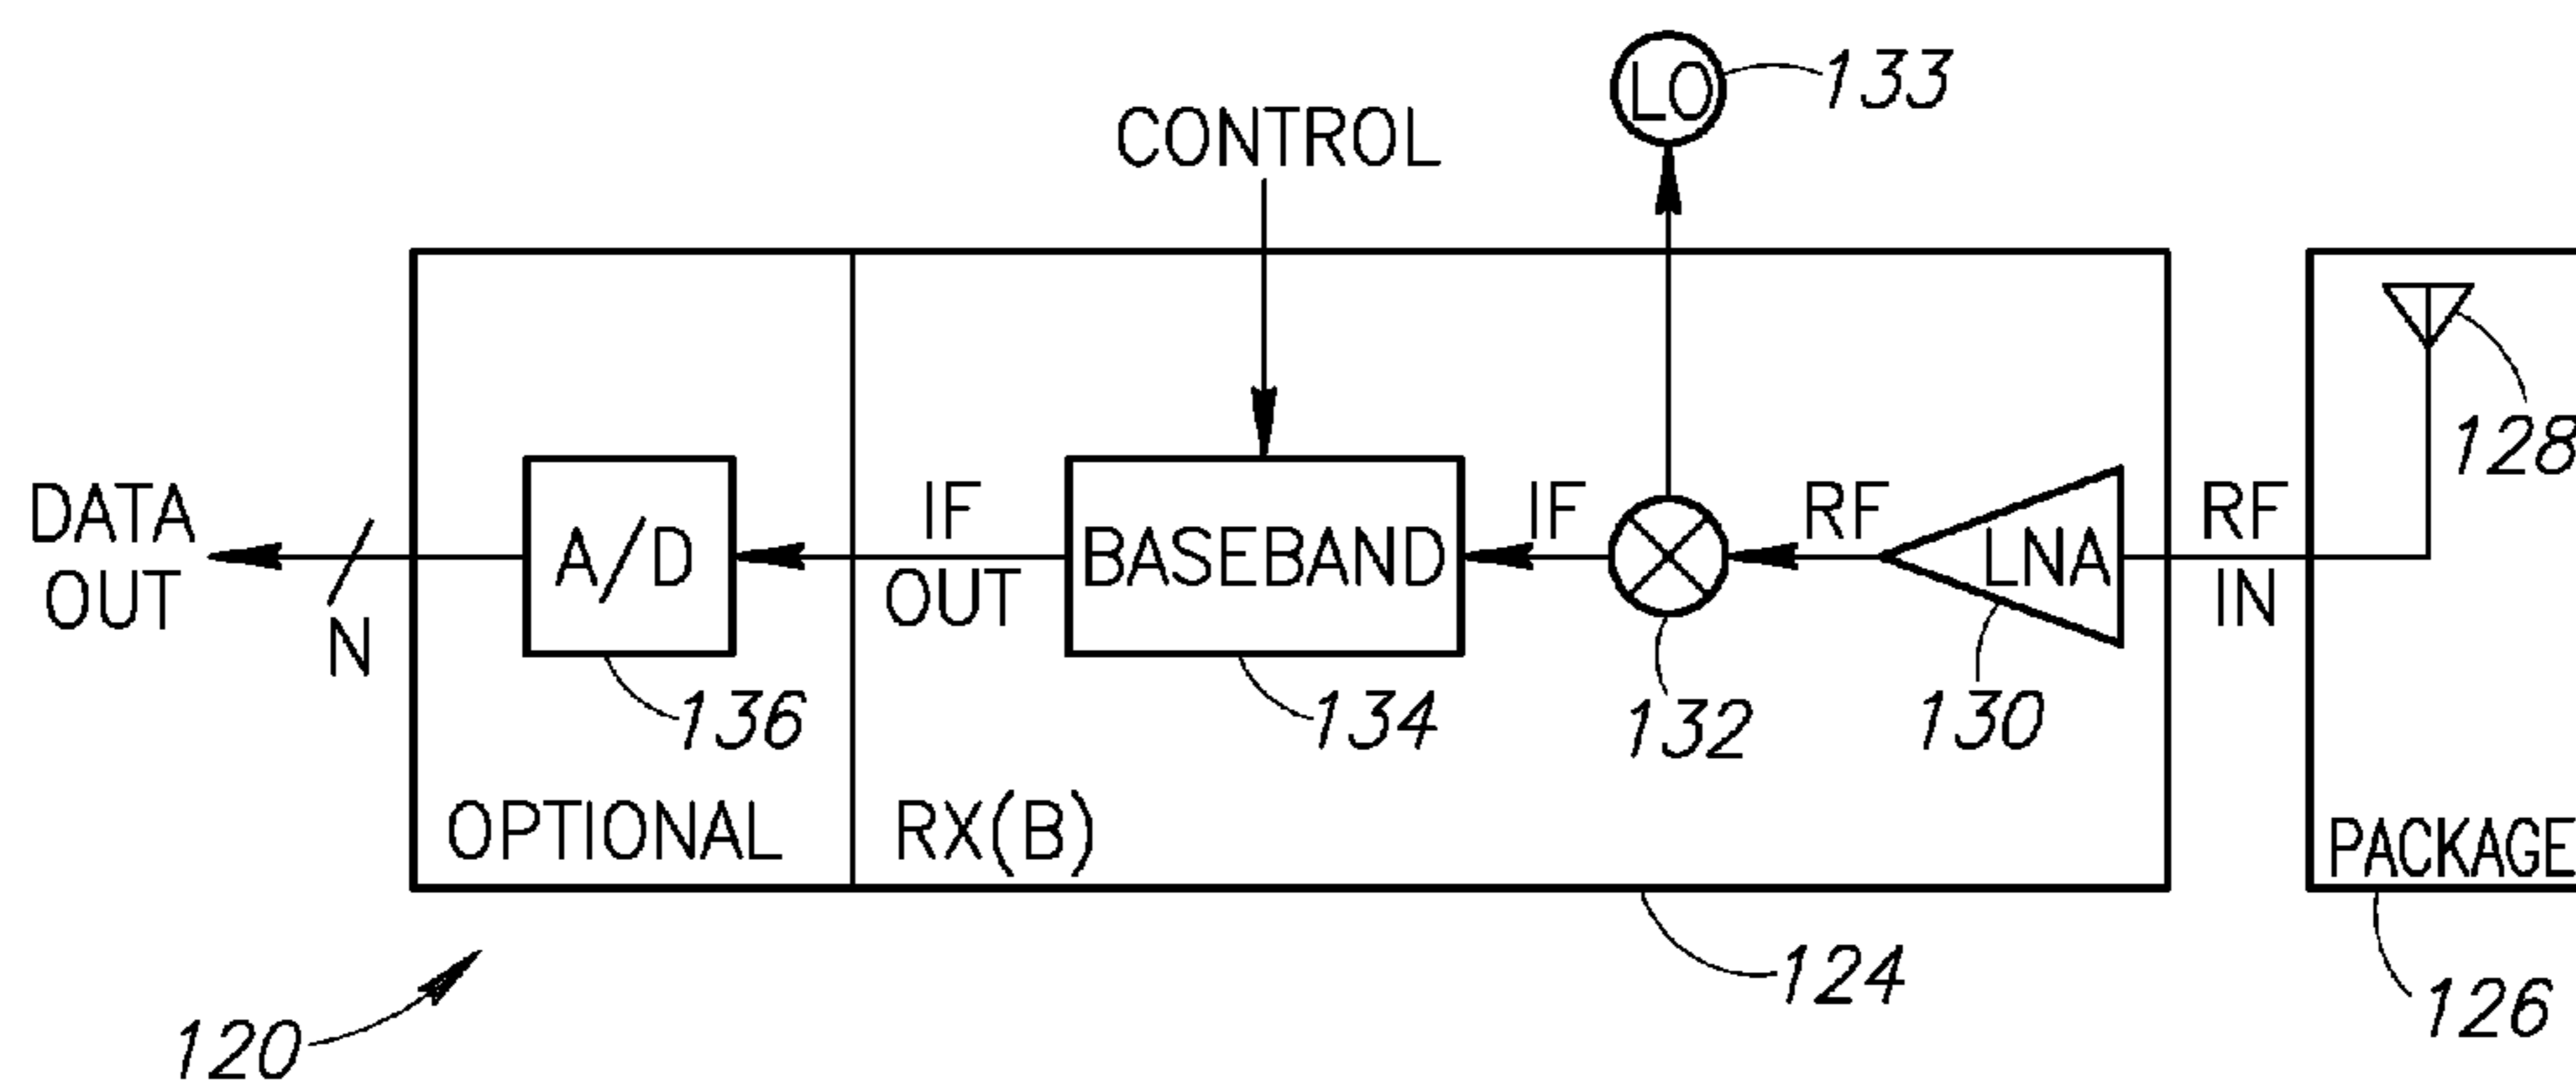 LO
133
CONTROL
128
DATA
OUT
N
A/D
IF
OUT
BASEBAND
IF
RF
LNA
RF
IN
136
134
132
130
OPTIONAL
RX(B)
PACKAGE
124
126
120